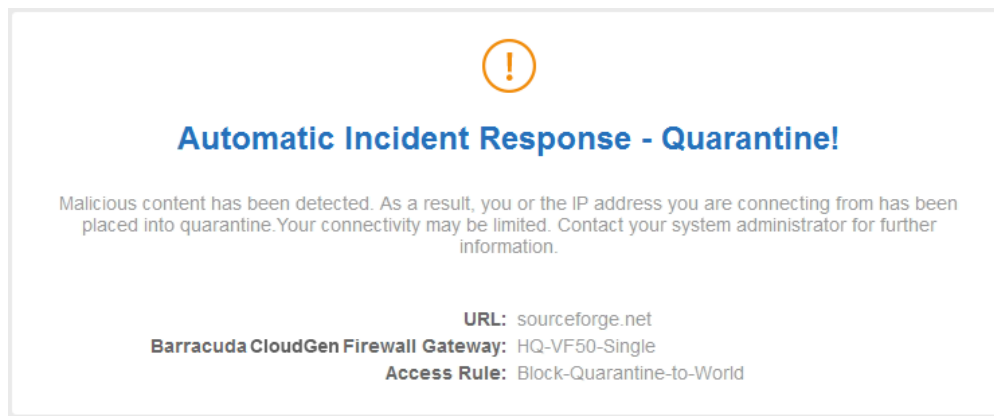 !
Automatic Incident Response - Quarantine!
Malicious content has been detected. As a result, you or the IP address you are connecting from has been
placed into quarantine.Your connectivity may be limited. Contact your system administrator for further
information.
URL: sourceforge.net
Barracuda CloudGen Firewall Gateway: HQ-VF50-Single
Access Rule: Block-Quarantine-to-World